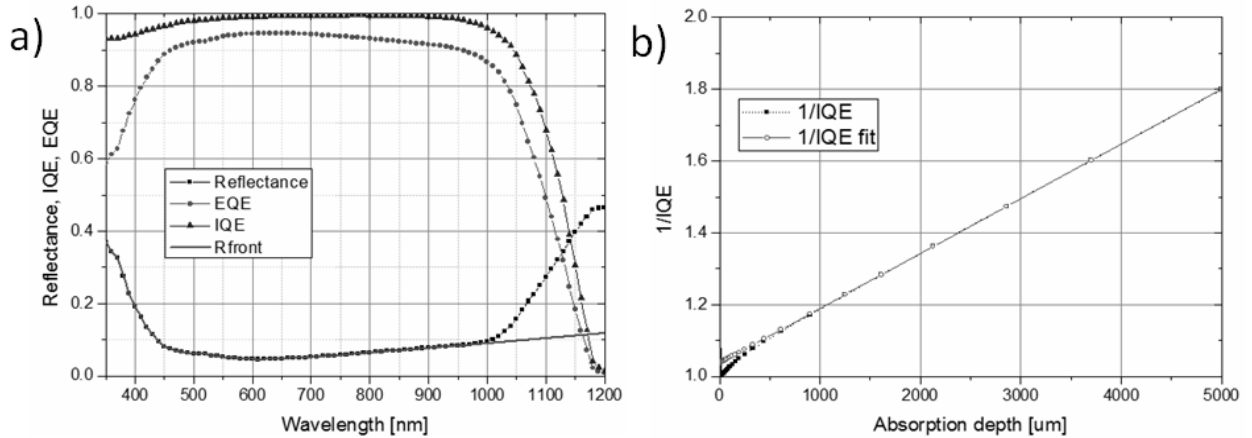 a)
Reflectance, IQE, EQE
1.0
0.8
0.6
0.4
0.2
0.0
Reflectance
EQE
IQE
Rfront
400 500 600 700 800 900 1000 1100 1200
Wavelength [nm]
b)
1/IQE
2.0
1.8
1.6
1.4
1.2
1.0
1/IQE
1/IQE fit
0 1000 2000 3000 4000 5000
Absorption depth [um]